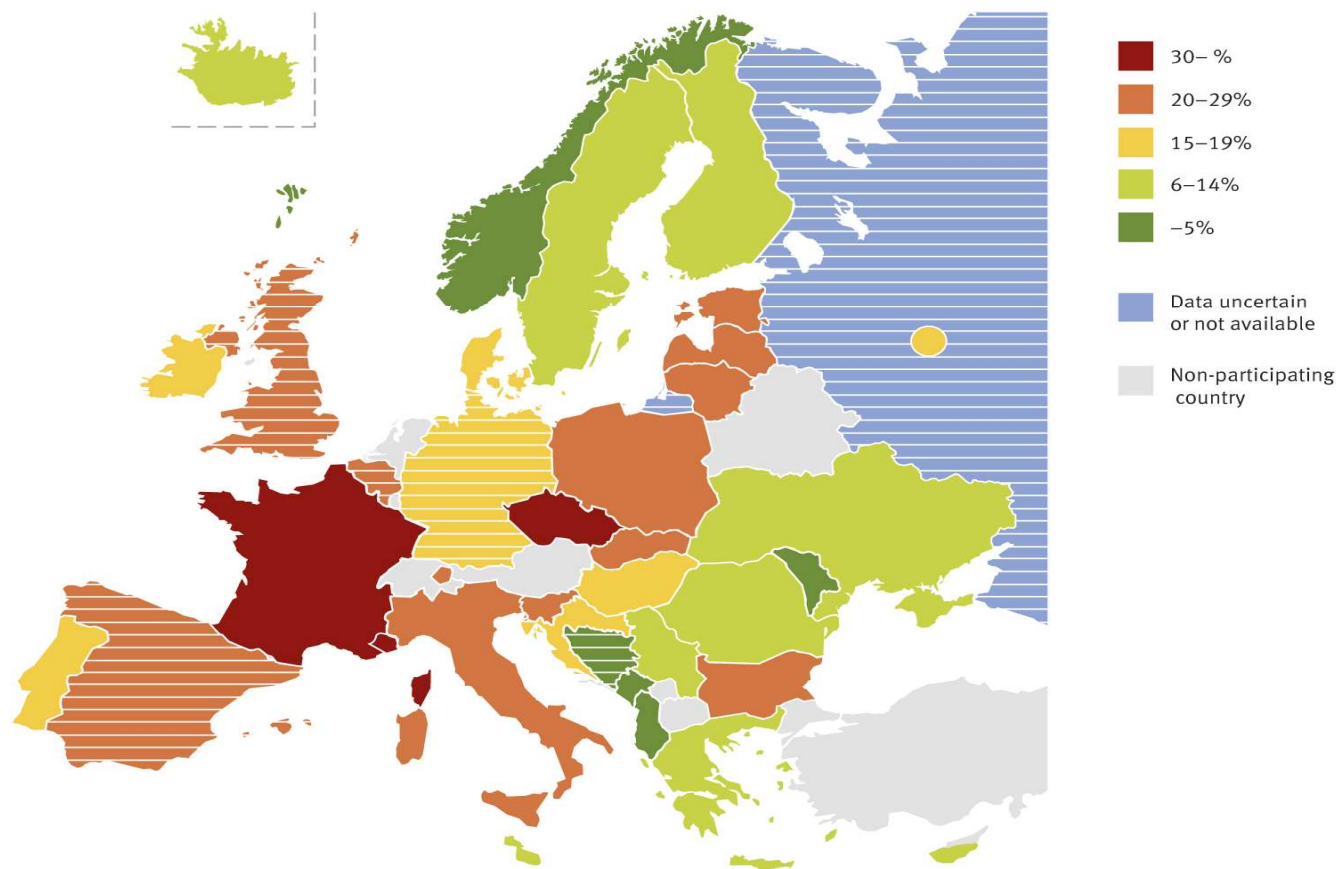 30– %
20–29%
15–19%
6–14%
–5%
Data uncertain
or not available
Non-participating
country